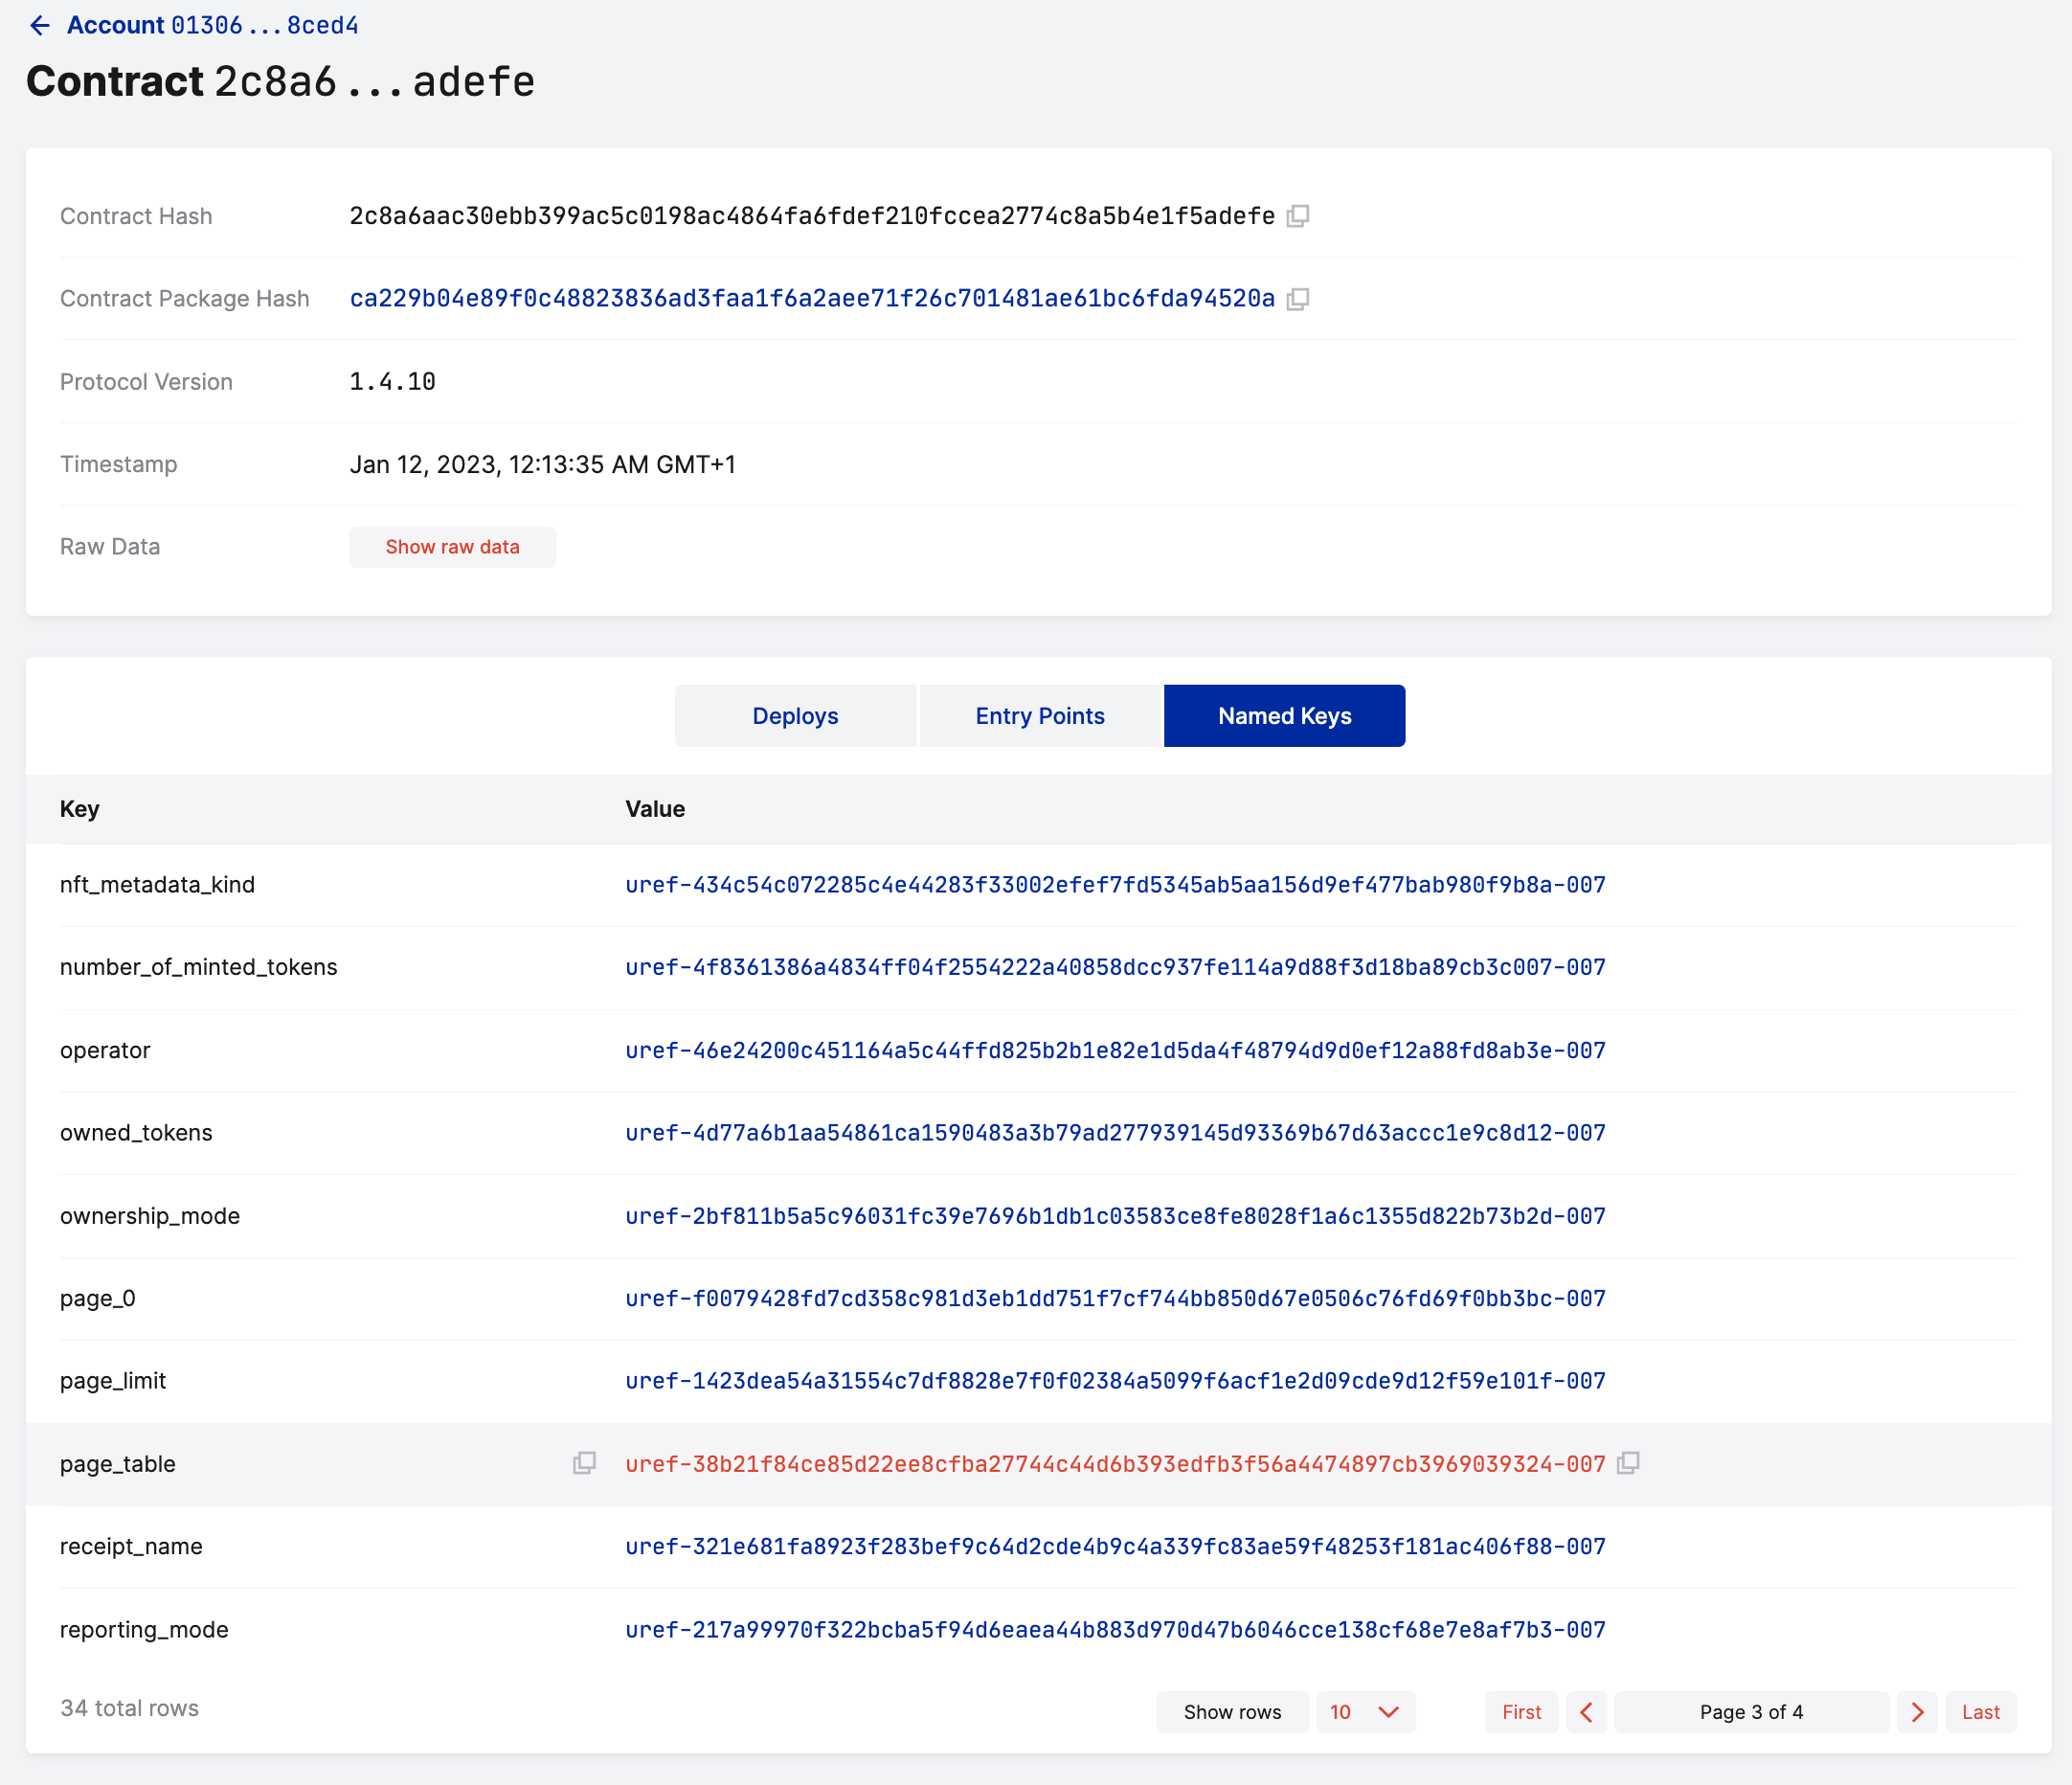 Account 01306...8ced4
Contract 2c8a6...adefe
Contract Hash 2c8a6aac30ebb399ac5c0198ac4864fa6fdef210fccea2774c8a5b4e1f5adefe
Contract Package Hash ca229b04e89f0c48823836ad3faa1f6a2aee71f26c701481ae61bc6fda94520a
Protocol Version 1.4.10
Timestamp Jan 12, 2023, 12:13:35 AM GMT+1
Raw Data Show raw data
Deploys Entry Points Named Keys
Key Value
nft_metadata_kind uref-434c54c072285c4e44283f33002efef7fd5345ab5aa156d9ef477bab980f9b8a-007
number_of_minted_tokens uref-4f8361386a4834ff04f2554222a40858dcc937fe114a9d88f3d18ba89cb3c007-007
operator uref-46e24200c451164a5c44ffd825b2b1e82e1d5da4f48794d9d0ef12a88fd8ab3e-007
owned_tokens uref-4d77a6b1aa54861ca1590483a3b79ad277939145d93369b67d63accc1e9c8d12-007
ownership_mode uref-2bf811b5a5c96031fc39e7696b1db1c03583ce8fe8028f1a6c1355d822b73b2d-007
page_0 uref-f0079428fd7cd358c981d3eb1dd751f7cf744bb850d67e0506c76fd69f0bb3bc-007
page_limit uref-1423dea54a31554c7df8828e7f0f02384a5099f6acf1e2d09cde9d12f59e101f-007
page_table uref-38b21f84ce85d22ee8cfba27744c44d6b393edfb3f56a4474897cb3969039324-007
receipt_name uref-321e681fa8923f283bef9c64d2cde4b9c4a339fc83ae59f48253f181ac406f88-007
reporting_mode uref-217a99970f322bcba5f94d6eaea44b883d970d47b6046cce138cf68e7e8af7b3-007
34 total rows Show rows 10 First Page 3 of 4 Last